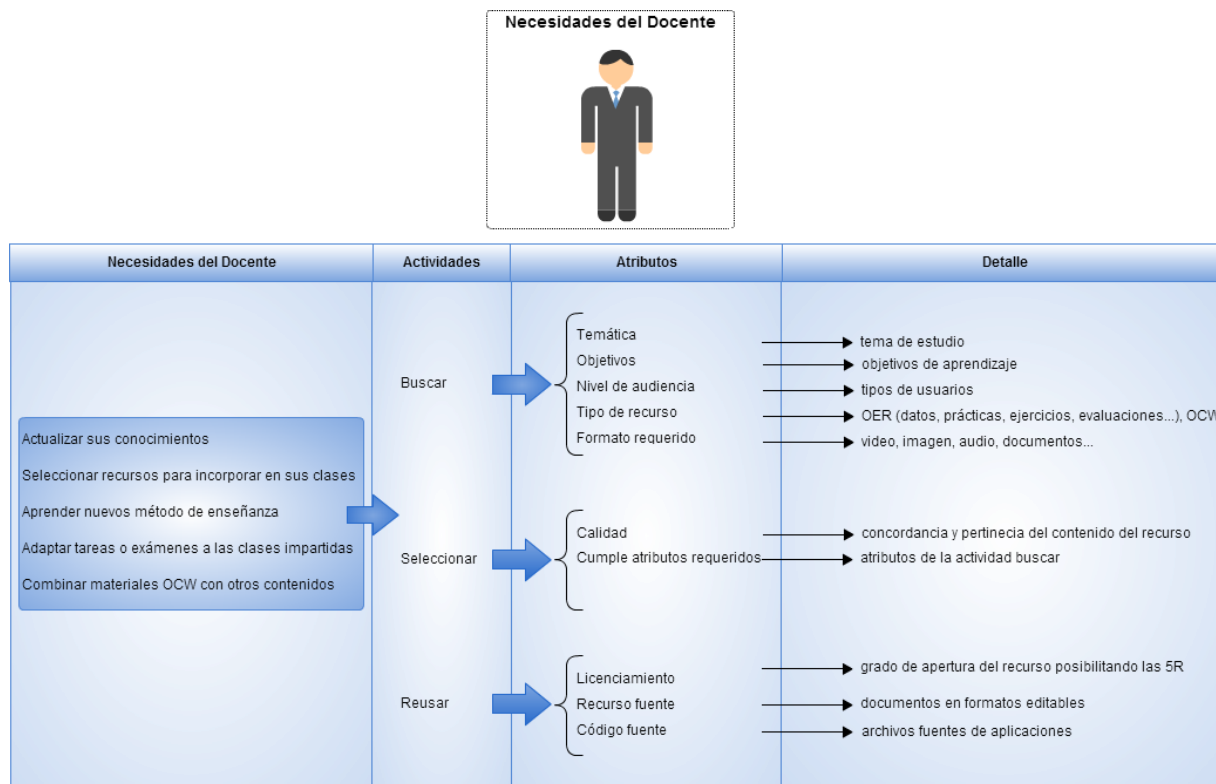 Necesidades del Docente
Necesidades del Docente
Actividades
Atributos
Detalle
Actualizar sus conocimientos
Seleccionar recursos para incorporar en sus clases
Aprender nuevos método de enseñanza
Adaptar tareas o exámenes a las clases impartidas
Combinar materiales OCW con otros contenidos
Buscar
Temática
tema de estudio
Objetivos
objetivos de aprendizaje
Nivel de audiencia
tipos de usuarios
Tipo de recurso
OER (datos, prácticas, ejercicios, evaluaciones...), OCW
Formato requerido
video, imagen, audio, documentos...
Seleccionar
Calidad
concordancia y pertinecia del contenido del recurso
Cumple atributos requeridos
atributos de la actividad buscar
Reusar
Licenciamiento
grado de apertura del recurso posibilitando las 5R
Recurso fuente
documentos en formatos editables
Código fuente
archivos fuentes de aplicaciones